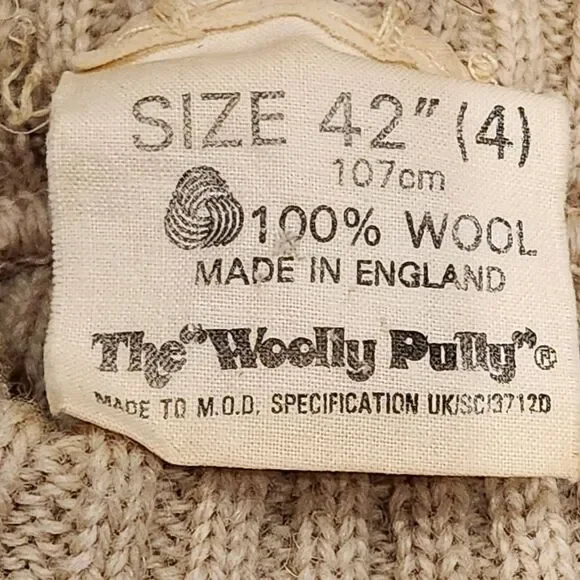 SIZE 42" (4)
107cm
100% WOOL
MADE IN ENGLAND
The "Woolly Pully"®
MADE TO M.O.D. SPECIFICATION UK/SC/3712D